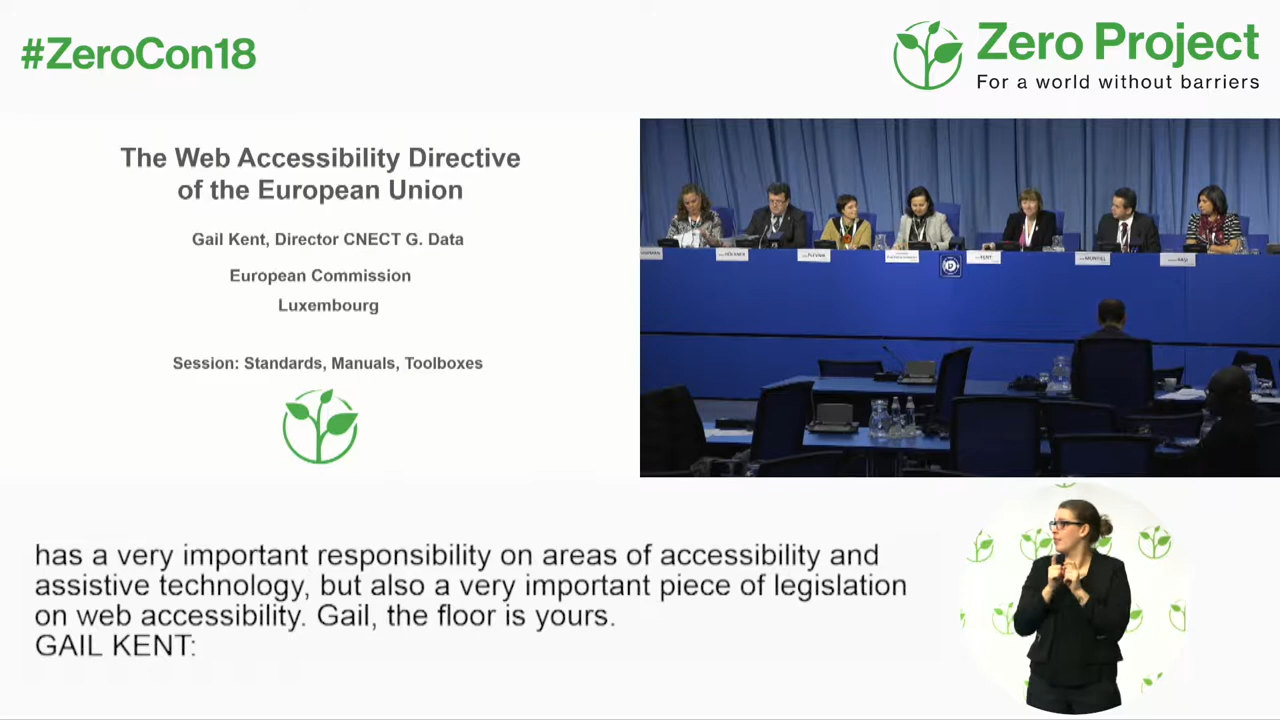 #ZeroCon18
Zero Project
For a world without barriers
The Web Accessibility Directive
of the European Union
Gail Kent, Director CNECT G. Data
European Commission
Luxembourg
Session: Standards, Manuals, Toolboxes
KENT
MONTIEL
has a very important responsibility on areas of accessibility and
assistive technology, but also a very important piece of legislation
on web accessibility. Gail, the floor is yours.
GAIL KENT: